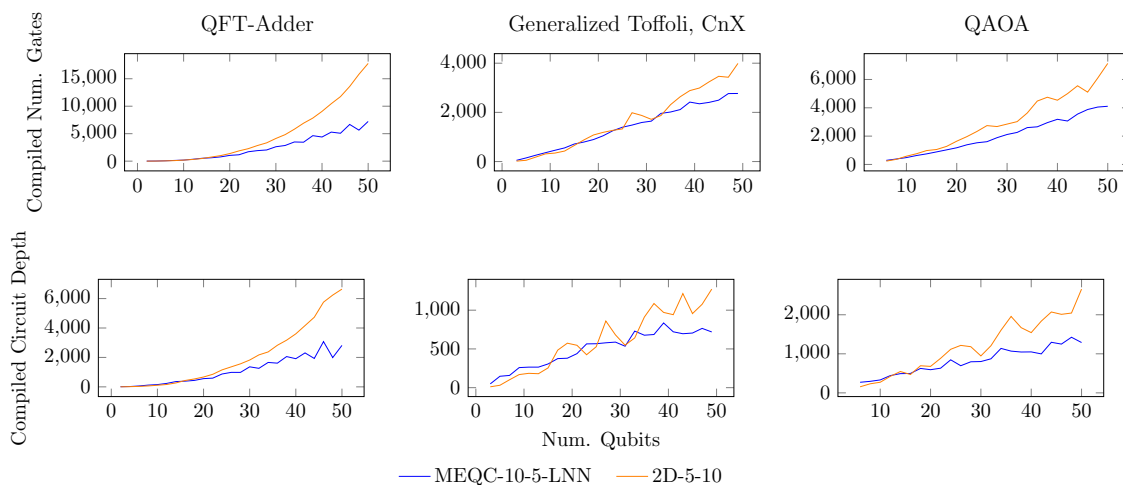 QFT-Adder
Generalized Toffoli, CnX
QAOA
Compiled Num. Gates
15,000
10,000
5,000
0
0 10 20 30 40 50
4,000
2,000
0
0 10 20 30 40 50
6,000
4,000
2,000
0
10 20 30 40 50
Compiled Circuit Depth
6,000
4,000
2,000
0
0 10 20 30 40 50
1,000
500
0
0 10 20 30 40 50
2,000
1,000
0
10 20 30 40 50
Num. Qubits
MEQC-10-5-LNN 2D-5-10